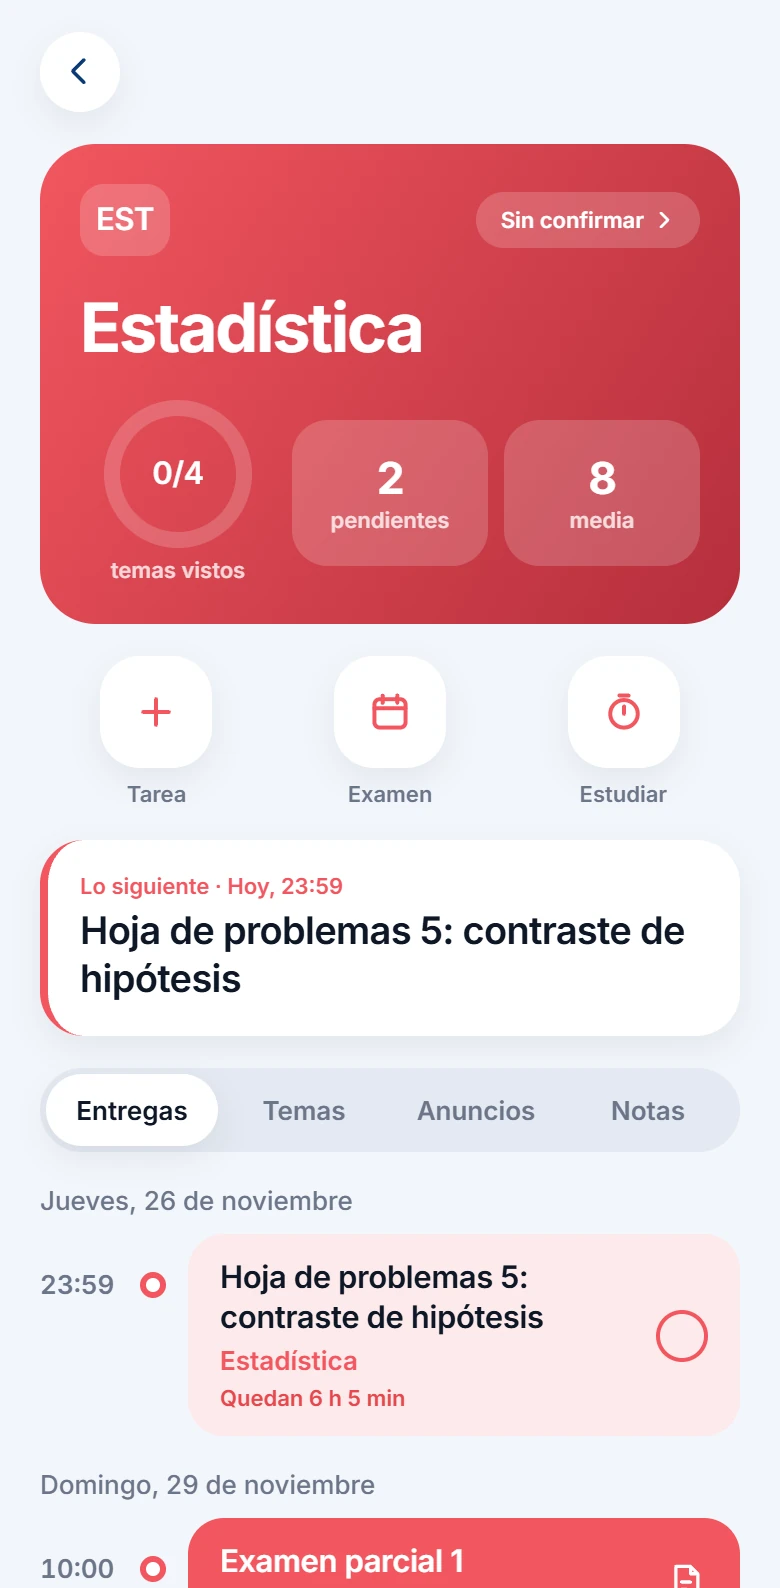 EST
Sin confirmar
Estadística
0/4
temas vistos
2
pendientes
8
media
Tarea
Examen
Estudiar
Lo siguiente · Hoy, 23:59
Hoja de problemas 5: contraste de
hipótesis
Entregas
Temas
Anuncios
Notas
Jueves, 26 de noviembre
23:59
Hoja de problemas 5:
contraste de hipótesis
Estadística
Quedan 6 h 5 min
Domingo, 29 de noviembre
10:00
Examen parcial 1